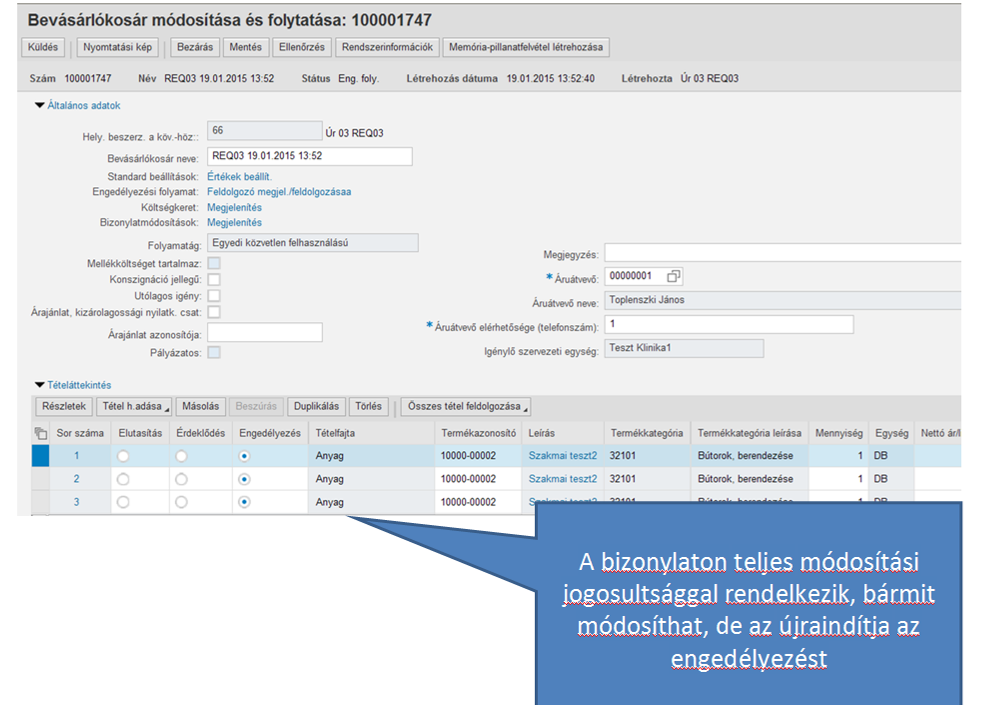 Bevásárlókosár módosítása és folytatása: 100001747
Küldés Nyomtatási kép Bezárás Mentés Ellenőrzés Rendszerinformációk Memória-pillanatfelvétel létrehozása
Szám 100001747 Név REQ03 19.01.2015 13:52 Státus Eng. foly. Létrehozás dátuma 19.01.2015 13:52:40 Létrehozta Úr 03 REQ03
Általános adatok
Hely. beszerz. a köv.-höz:: 66 Úr 03 REQ03
Bevásárlókosár neve: REQ03 19.01.2015 13:52
Standard beállítások: Értékek beállít.
Engedélyezési folyamat: Feldolgozó megjel./feldolgozásaa
Költségkeret: Megjelenítés
Bizonylatmódosítások: Megjelenítés
Folyamatág: Egyedi közvetlen felhasználású
Mellékköltséget tartalmaz:
Konszignáció jellegű:
Utólagos igény:
Árajánlat, kizárolagossági nyilatk. csat:
Árajánlat azonosítója:
Pályázatos:
Megjegyzés:
* Áruátvevő: 00000001
Áruátvevő neve: Toplenszki János
* Áruátvevő elérhetősége (telefonszám): 1
Igénylő szervezeti egység: Teszt Klinika1
Tételáttekintés
Részletek Tétel h.adása Másolás Beszúrás Duplikálás Törlés Összes tétel feldolgozása
Sor száma Elutasítás Érdeklődés Engedélyezés Tételfajta Termékazonosító Leírás Termékkategória Termékkategória leírása Mennyiség Egység Nettó ár/
1 Anyag 10000-00002 Szakmai teszt2 32101 Bútorok, berendezése 1 DB
2 Anyag 10000-00002 Szakmai teszt2 32101 Bútorok, berendezése 1 DB
3 Anyag 10000-00002 Szakmai teszt2 32101 Bútorok, berendezése 1 DB
A bizonylaton teljes módosítási
jogosultsággal rendelkezik, bármit
módosíthat, de az újraindítja az
engedélyezést